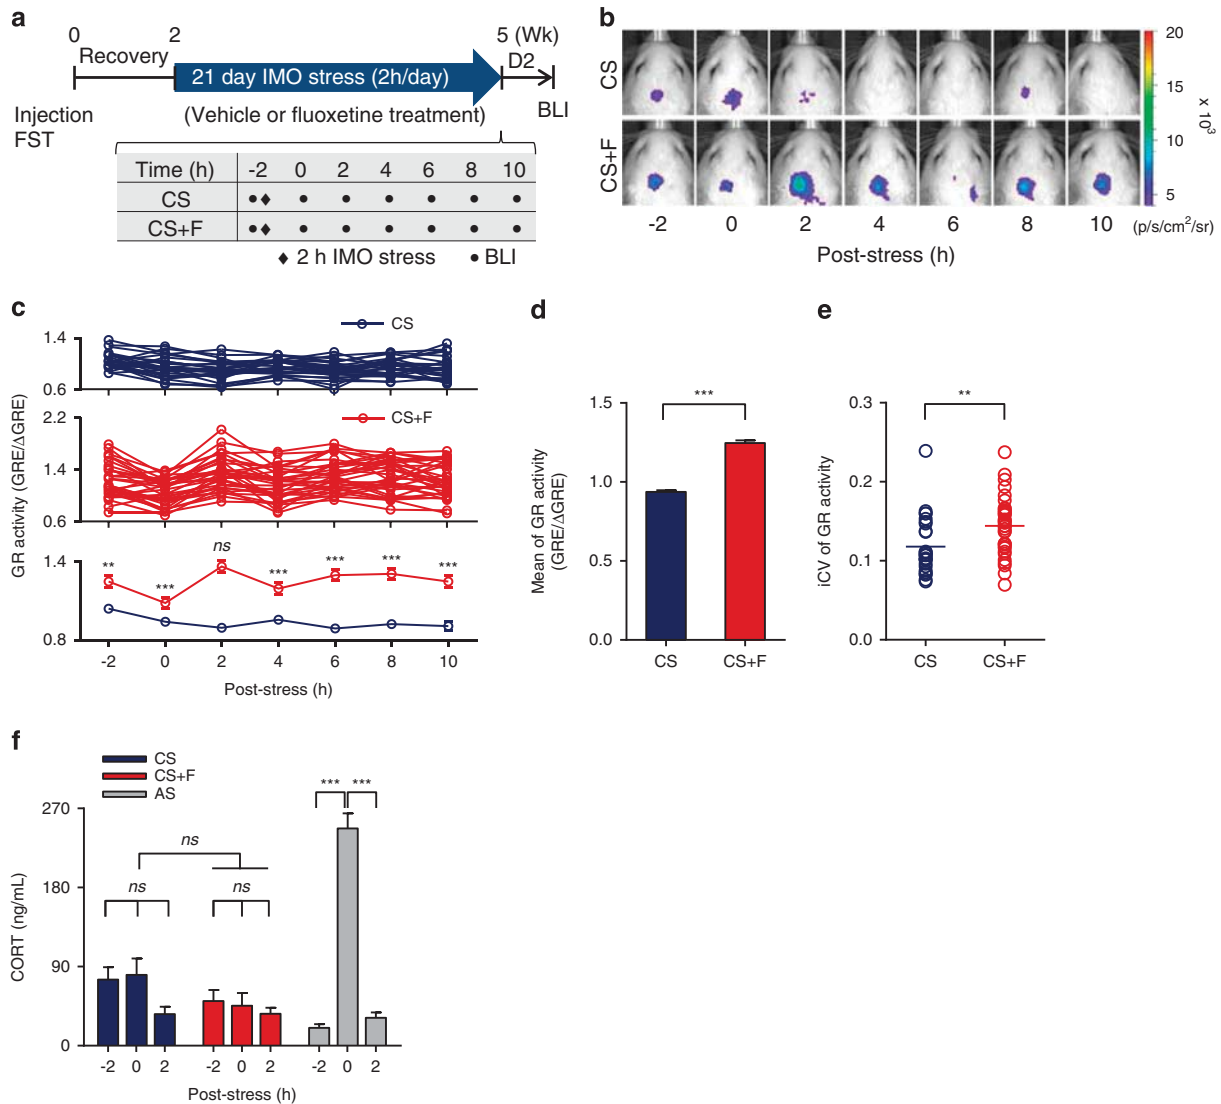 a
0 2 5 (Wk)
Recovery
21 day IMO stress (2h/day)
D2
Injection
FST
(Vehicle or fluoxetine treatment)
BLI
Time (h) -2 0 2 4 6 8 10
CS
CS+F
♦ 2 h IMO stress • BLI
b
CS
CS+F
-2 0 2 4 6 8 10
Post-stress (h)
20
15
10
5
x 10³
(p/s/cm²/sr)
c
GR activity (GRE/ΔGRE)
CS
1.4
0.6
CS+F
2.2
1.4
0.6
1.4
0.8
** *** ns *** *** *** ***
-2 0 2 4 6 8 10
Post-stress (h)
d
Mean of GR activity
(GRE/ΔGRE)
1.5
1.0
0.5
0.0
***
CS CS+F
e
iCV of GR activity
0.3
0.2
0.1
0.0
**
CS CS+F
f
CS
CS+F
AS
CORT (ng/mL)
270
180
90
0
ns
ns ns
*** ***
-2 0 2 -2 0 2 -2 0 2
Post-stress (h)